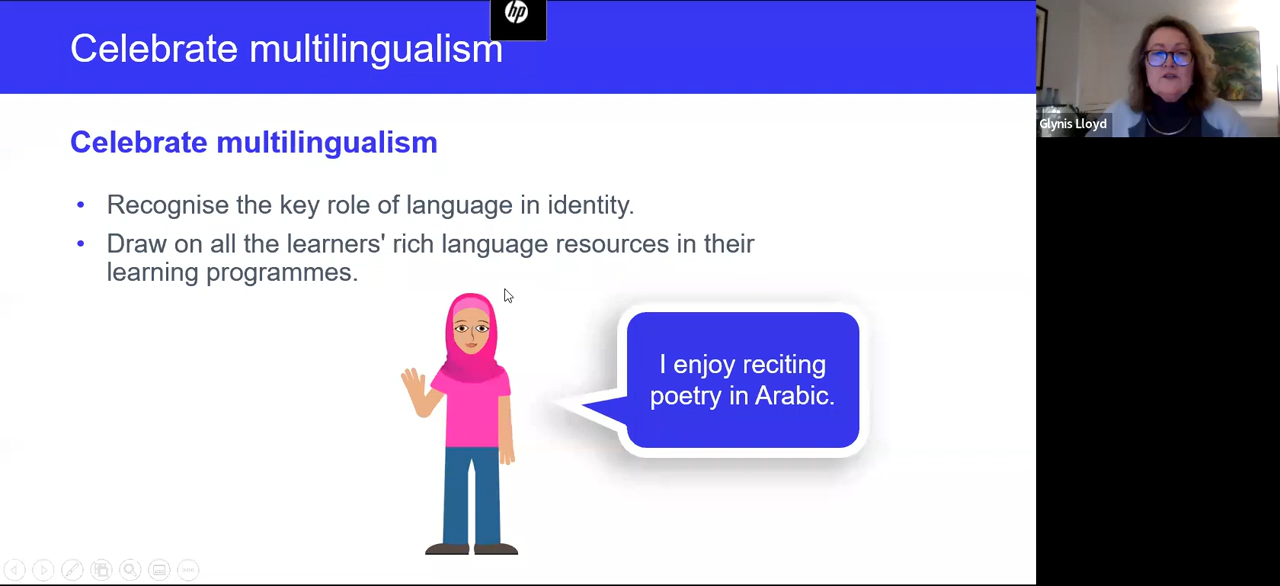 hp
Celebrate multilingualism
Glynis Lloyd
Celebrate multilingualism
• Recognise the key role of language in identity.
• Draw on all the learners' rich language resources in their
learning programmes.
I enjoy reciting
poetry in Arabic.